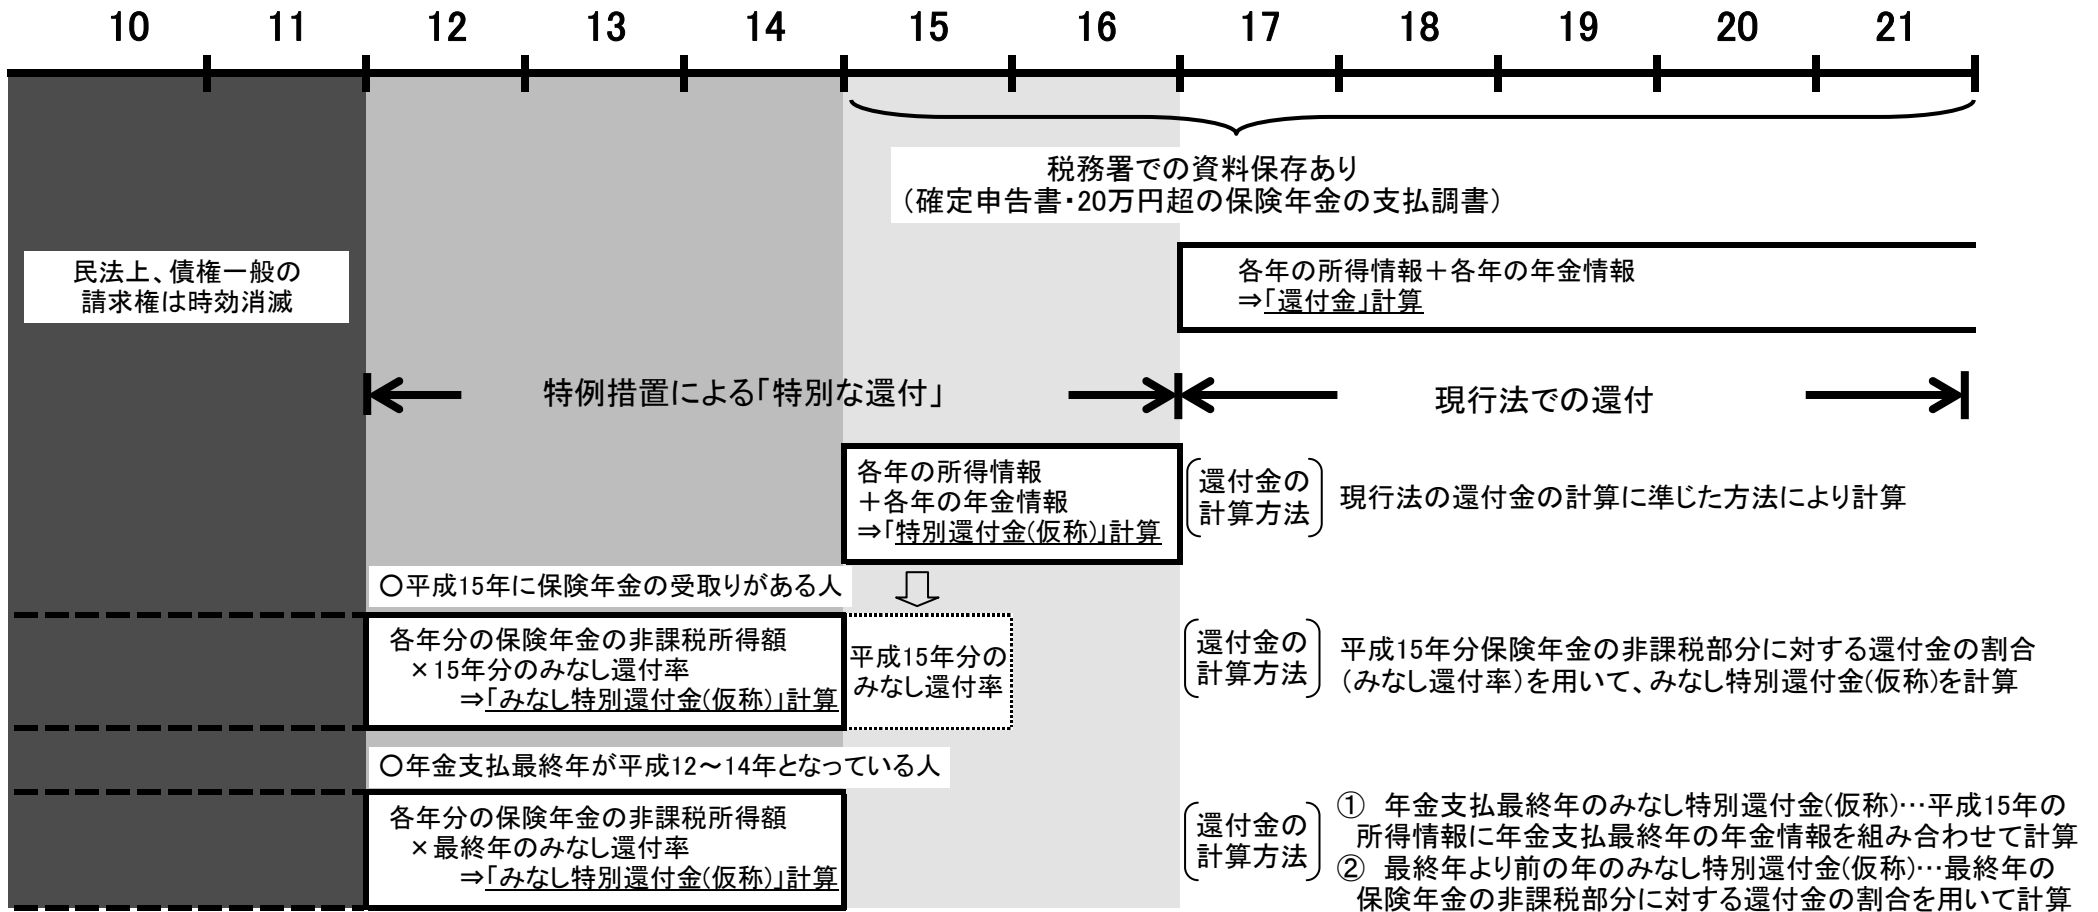 10 11 12 13 14 15 16 17 18 19 20 21
税務署での資料保存あり
（確定申告書・20万円超の保険年金の支払調書）
民法上、債権一般の
請求権は時効消滅
各年の所得情報＋各年の年金情報
⇒「還付金」計算
特例措置による「特別な還付」
現行法での還付
各年の所得情報
＋各年の年金情報
⇒「特別還付金(仮称)」計算
還付金の
計算方法
現行法の還付金の計算に準じた方法により計算
○平成15年に保険年金の受取りがある人
各年分の保険年金の非課税所得額
×15年分のみなし還付率
⇒「みなし特別還付金(仮称)」計算
平成15年分の
みなし還付率
還付金の
計算方法
平成15年分保険年金の非課税部分に対する還付金の割合
（みなし還付率）を用いて、みなし特別還付金(仮称)を計算
○年金支払最終年が平成12～14年となっている人
各年分の保険年金の非課税所得額
×最終年のみなし還付率
⇒「みなし特別還付金(仮称)」計算
還付金の
計算方法
① 年金支払最終年のみなし特別還付金(仮称)…平成15年の
所得情報に年金支払最終年の年金情報を組み合わせて計算
② 最終年より前の年のみなし特別還付金(仮称)…最終年の
保険年金の非課税部分に対する還付金の割合を用いて計算